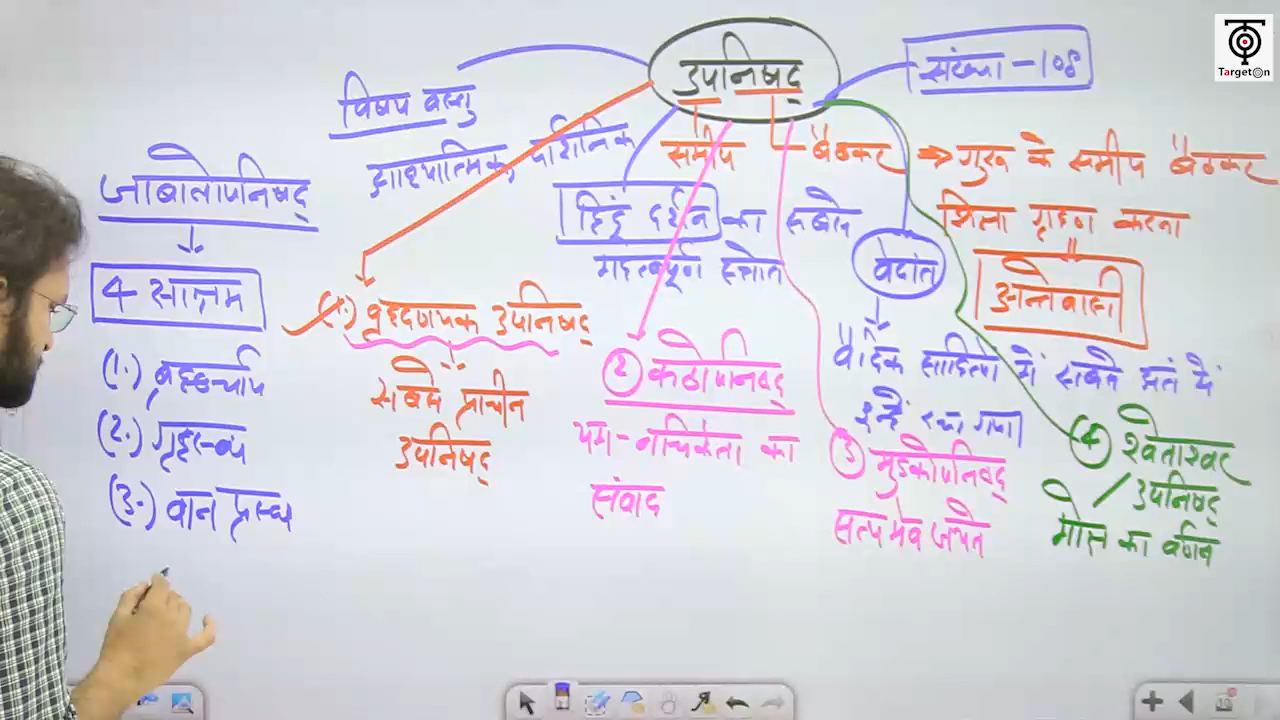 उपनिषद्
संख्या - 108
विषय वस्तु
आध्यात्मिक, दार्शनिक
समीप
बैठकर → गुरु के समीप बैठकर
शिक्षा ग्रहण करना
अन्तेवासी
जाबालोपनिषद्
4 आश्रम
(1.) ब्रह्मचर्य
(2.) गृहस्थ
(3.) वानप्रस्थ
हिंदू दर्शन का
महत्वपूर्ण स्त्रोत
वेदांत
वैदिक साहित्य में सबसे अंत में
इन्हें रखा गया
(1.) वृहदारण्यक उपनिषद्
सबसे प्राचीन
उपनिषद्
2 कठोपनिषद्
यम - नचिकेता का
संवाद
3 मुंडकोपनिषद्
सत्यमेव जयते
4 श्वेताश्वर
उपनिषद्
मोक्ष का वर्णन
TargetOn